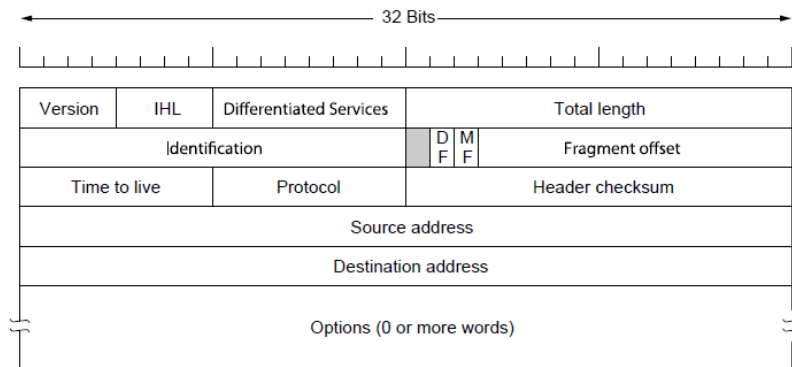 32 Bits
Version IHL Differentiated Services Total length
Identification D F M F Fragment offset
Time to live Protocol Header checksum
Source address
Destination address
Options (0 or more words)